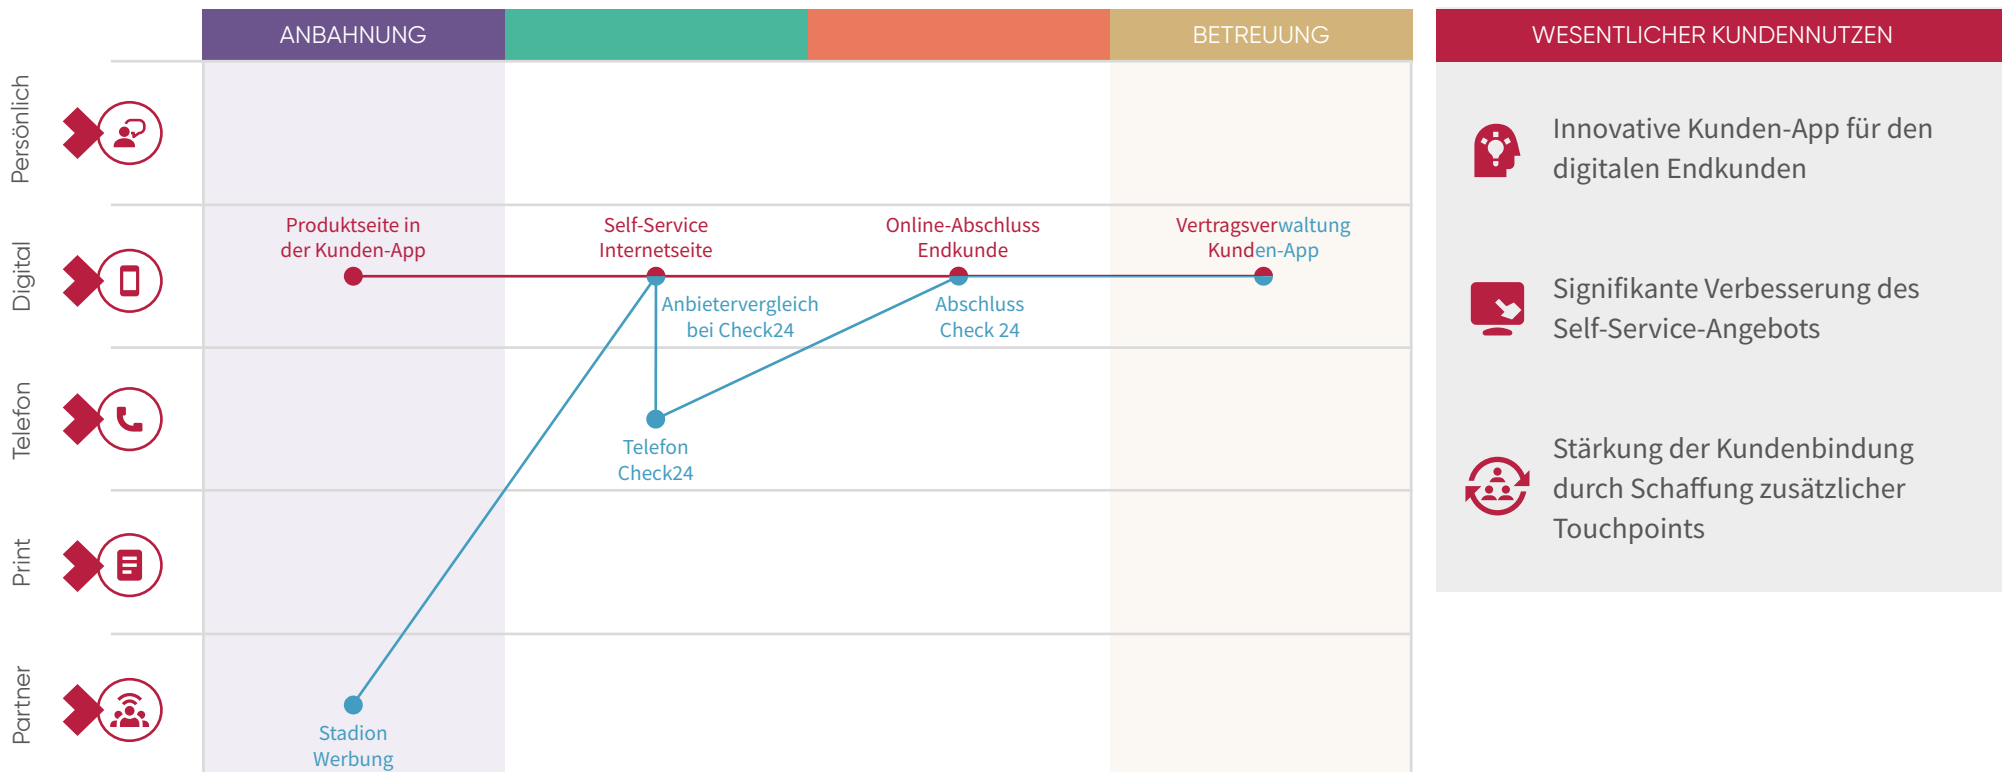 ANBAHNUNG
BETREUUNG
WESENTLICHER KUNDENNUTZEN
Persönlich
Digital
Telefon
Print
Partner
Produktseite in
der Kunden-App
Self-Service
Internetseite
Online-Abschluss
Endkunde
Vertragsverwaltung
Kunden-App
Anbietervergleich
bei Check24
Abschluss
Check 24
Telefon
Check24
Stadion
Werbung
Innovative Kunden-App für den
digitalen Endkunden
Signifikante Verbesserung des
Self-Service-Angebots
Stärkung der Kundenbindung
durch Schaffung zusätzlicher
Touchpoints